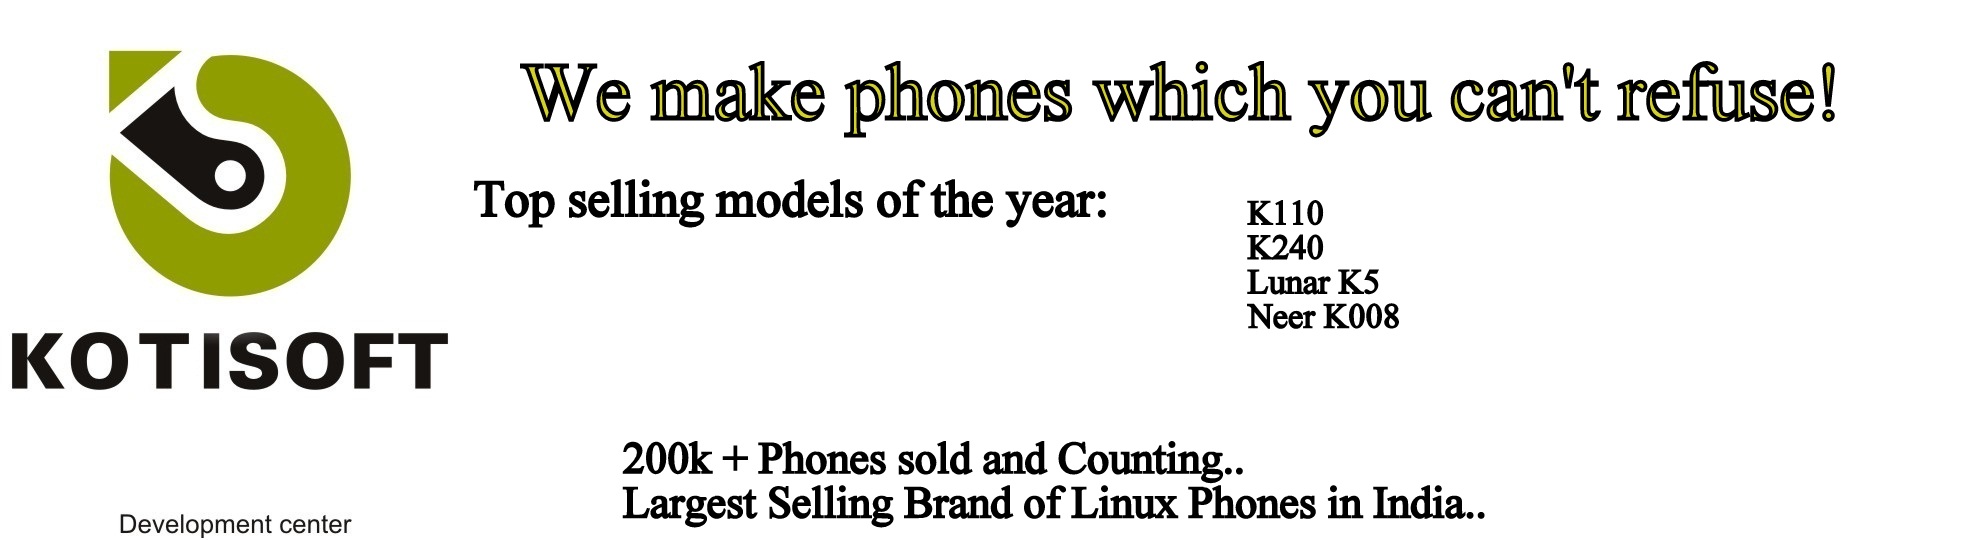 We make phones which you can't refuse!
Top selling models of the year:
K110
K240
Lunar K5
Neer K008
KOTISOFT
200k + Phones sold and Counting..
Largest Selling Brand of Linux Phones in India..
Development center